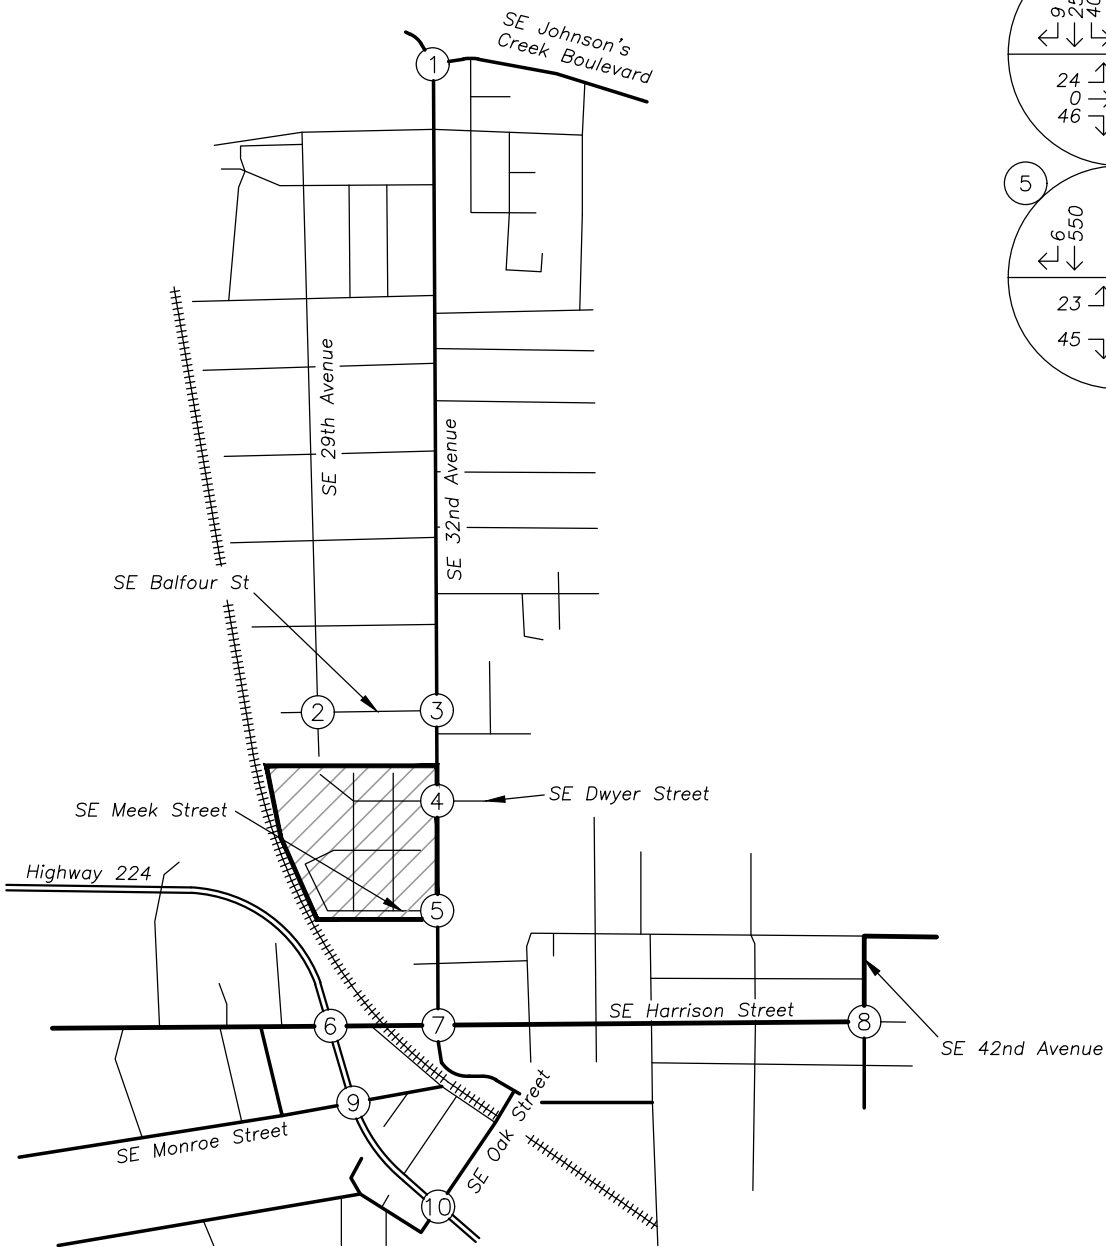 SE Johnson's
Creek Boulevard
1
9
25
40
24
0
46
5
6
550
23
45
SE 29th Avenue
SE 32nd Avenue
SE Balfour St
2
3
SE Meek Street
4
SE Dwyer Street
Highway 224
5
SE Harrison Street
6
7
8
SE 42nd Avenue
9
SE Monroe Street
SE Oak Street
10